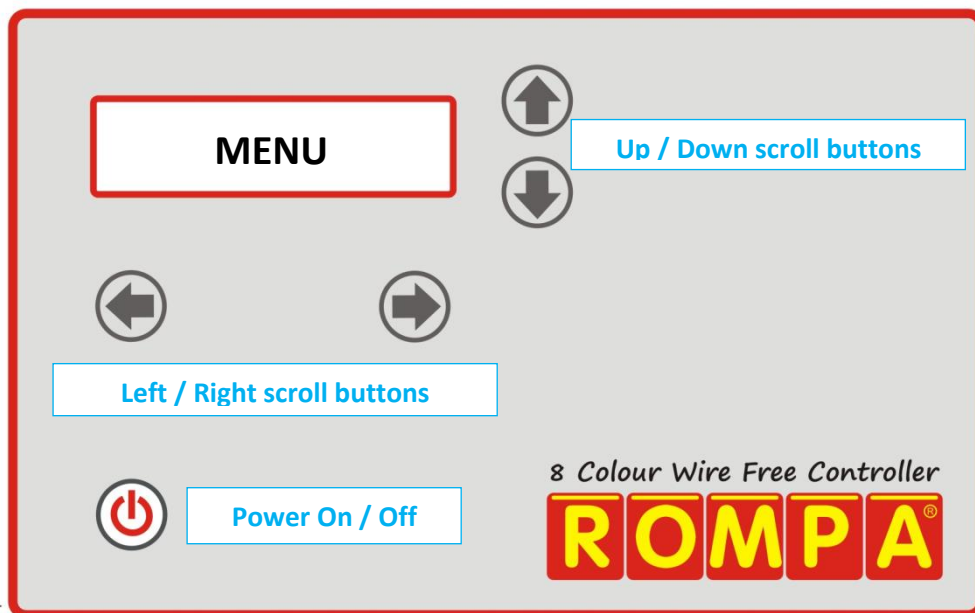 MENU
Up / Down scroll buttons
Left / Right scroll buttons
Power On / Off
8 Colour Wire Free Controller
ROMPA®